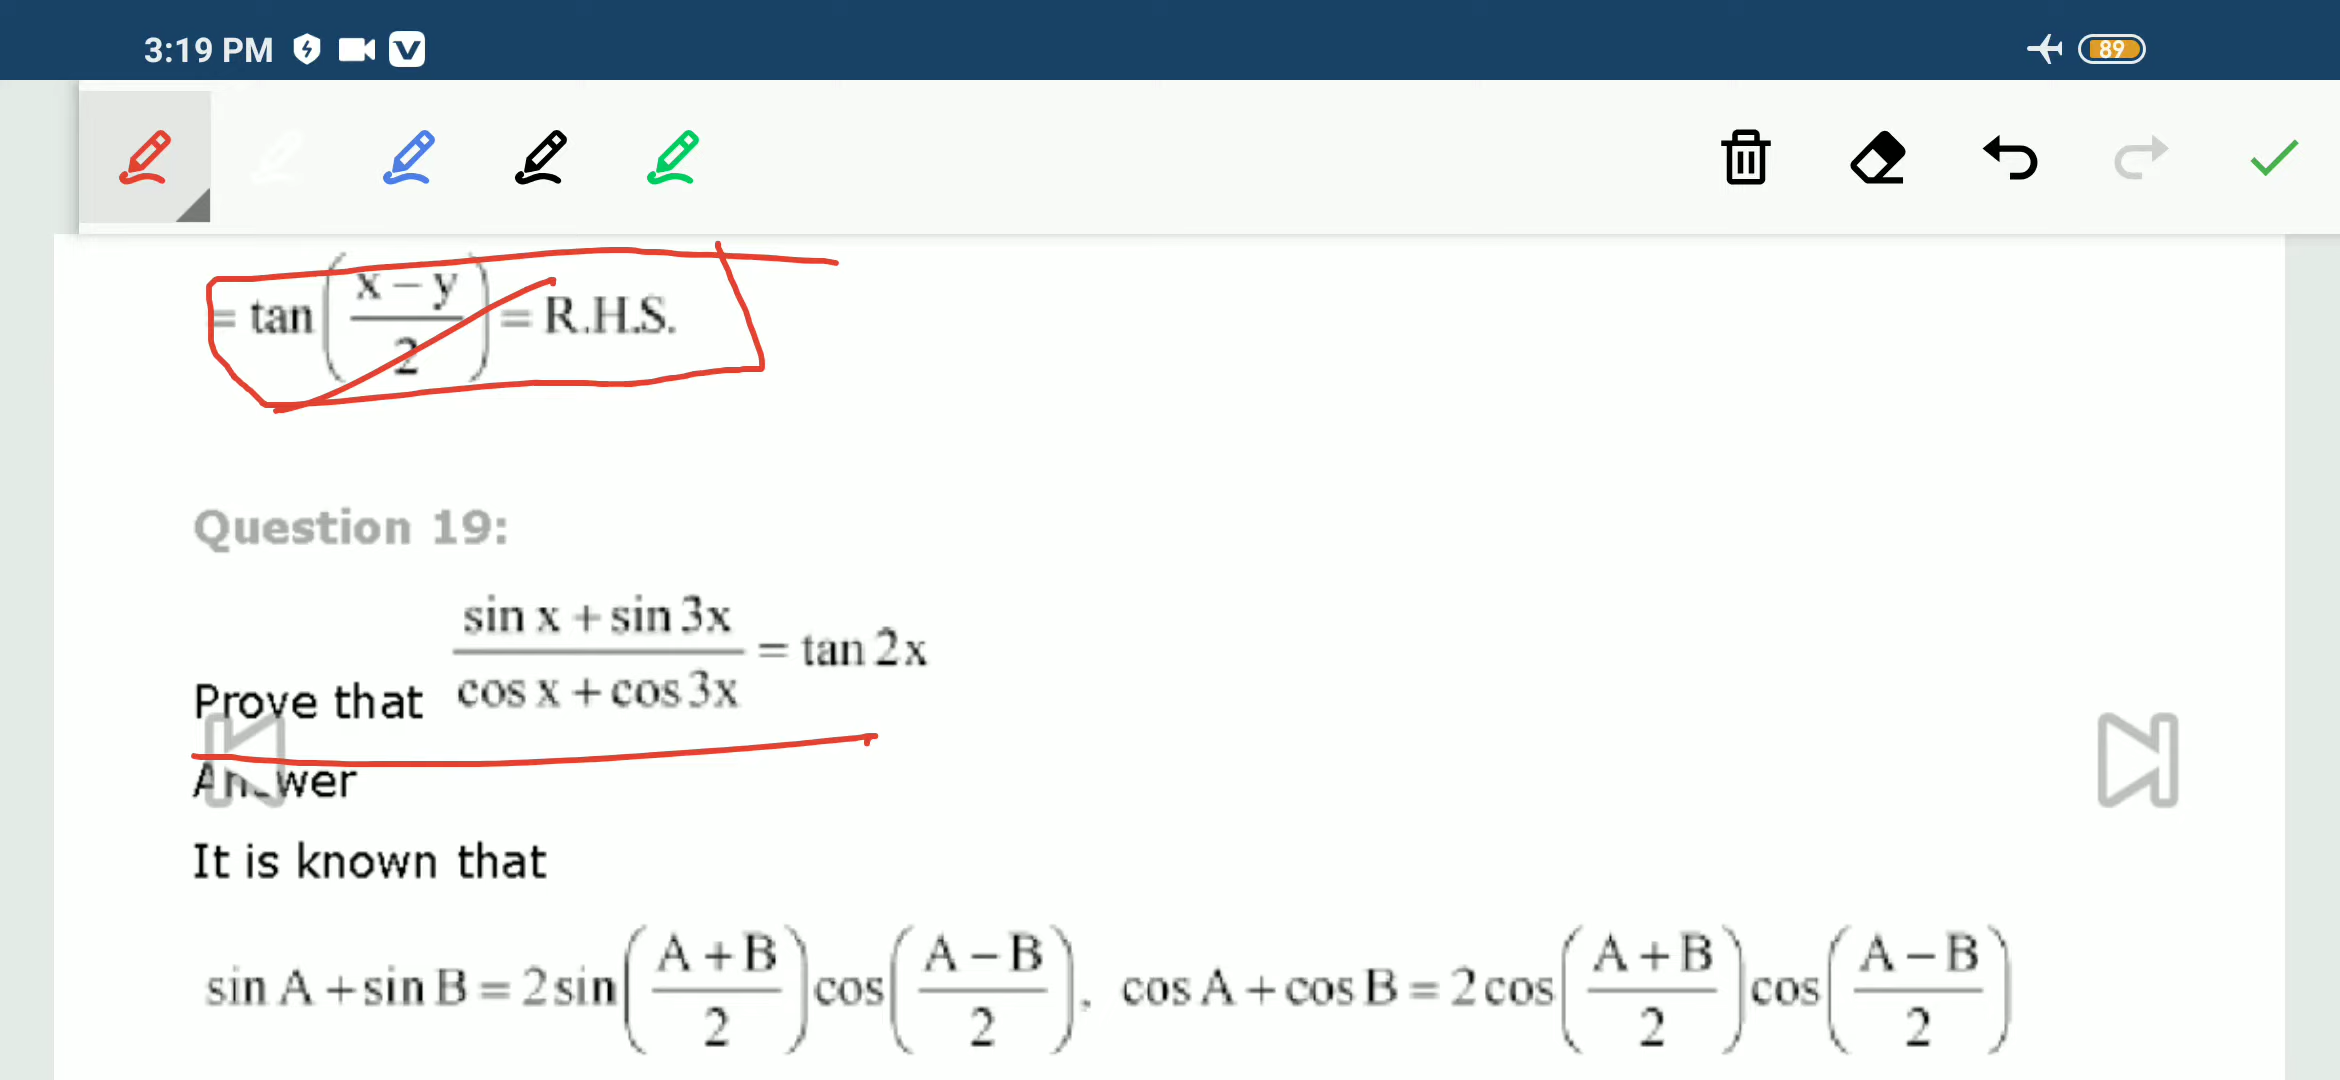 3:19 PM
89
= tan((x − y)/2) = R.H.S.
Question 19:
Prove that (sin x + sin 3x)/(cos x + cos 3x) = tan 2x
Answer
It is known that
sin A + sin B = 2 sin((A + B)/2) cos((A − B)/2), cos A + cos B = 2 cos((A + B)/2) cos((A − B)/2)